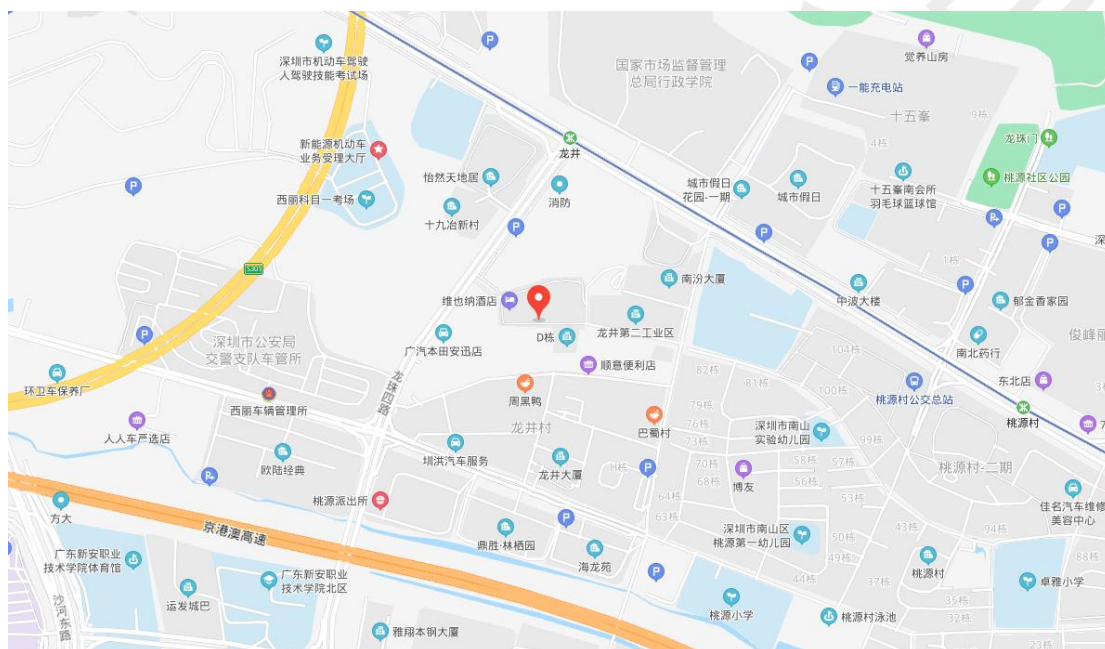 深圳市机动车驾驶
人驾驶技能考试场
国家市场监督管理
总局行政学院
觉养山房
一能充电站
十五峯
9栋
4栋
龙珠门
新能源机动车
业务受理大厅
龙井
怡然天地居
消防
城市假日
花园-一期
城市假日
十五峯南会所
羽毛球篮球馆
桃源社区公园
西丽科目一考场
十九冶新村
深
1栋
S301
南汾大厦
中波大楼
郁金香家园
维也纳酒店
D栋
龙井第二工业区
深圳市公安局
交警支队车管所
广汽本田安迅店
俊峰丽
南北药行
104栋
顺意便利店
82栋
81栋
100栋
环卫车保养厂
龙珠四路
周黑鸭
东北店
桃源村公交总站
西丽车辆管理所
79栋
76栋
73栋
巴蜀村
桃源村
人人车严选店
龙井村
深圳市南山
实验幼儿园
99栋
欧陆经典
圳洪汽车服务
龙井大厦
H栋
70栋
68栋
博友
58栋
57栋
56栋
桃源村-二期
方大
桃源派出所
64栋
63栋
53栋
佳名汽车维修
美容中心
京港澳高速
鼎胜·林栖园
深圳市南山区
桃源第一幼儿园
50栋
49栋
43栋
94栋
广东新安职业
技术学院体育馆
海龙苑
88栋
广东新安职业
技术学院北区
44栋
37栋
桃源村
卓雅小学
运发城巴
沙河东路
35栋
32栋
桃源小学
桃源村泳池
雅翔本钢大厦
23栋